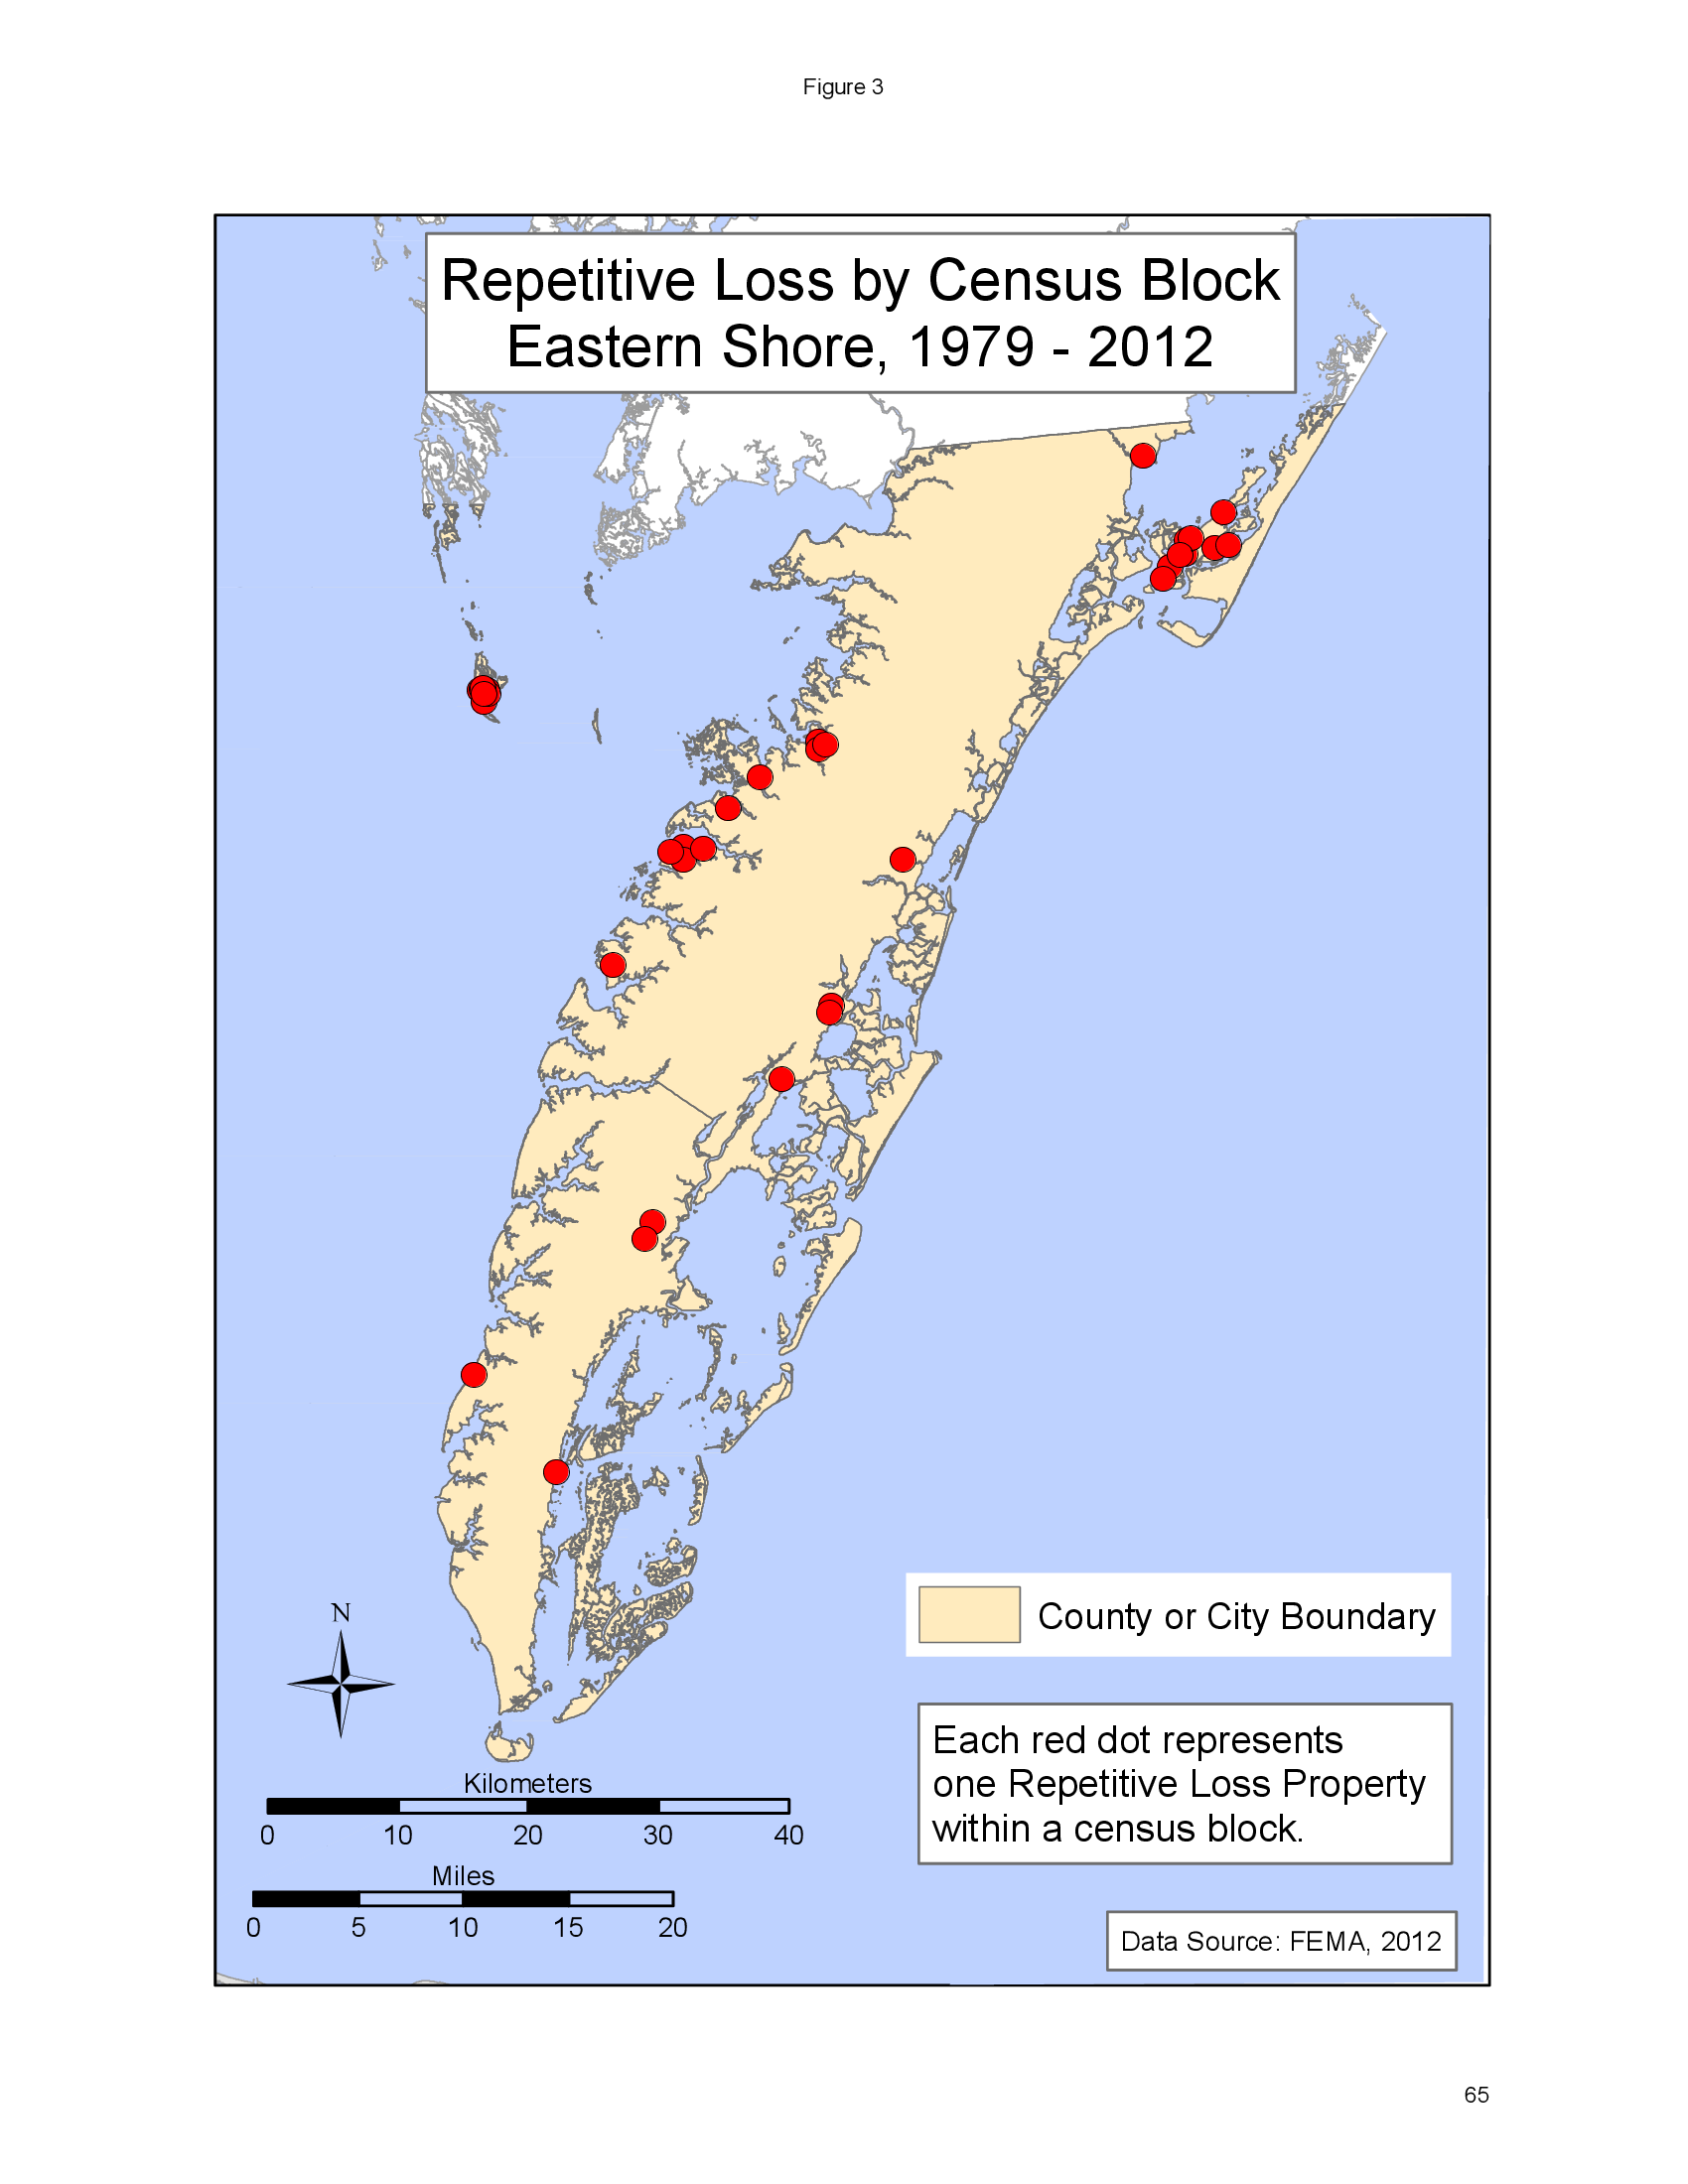 Figure 3
Repetitive Loss by Census Block
Eastern Shore, 1979 - 2012
County or City Boundary
N
Each red dot represents
one Repetitive Loss Property
within a census block.
Kilometers
0 10 20 30 40
Miles
0 5 10 15 20
Data Source: FEMA, 2012
65